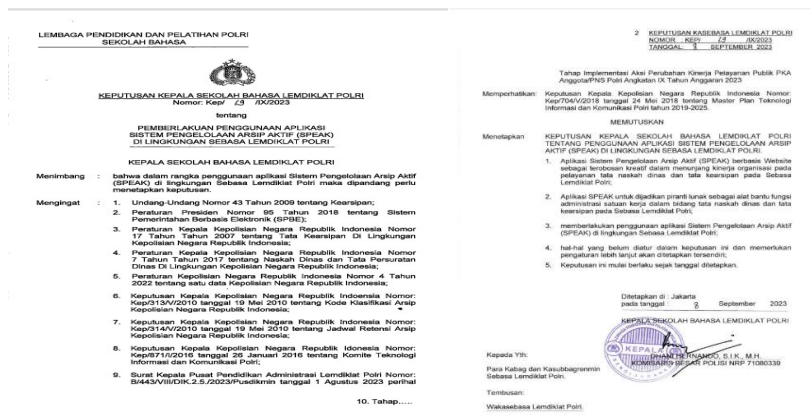 LEMBAGA PENDIDIKAN DAN PELATIHAN POLRI
SEKOLAH BAHASA
KEPUTUSAN KEPALA SEKOLAH BAHASA LEMDIKLAT POLRI
Nomor: Kep/ 19 /IX/2023
tentang
PEMBERLAKUAN PENGGUNAAN APLIKASI
SISTEM PENGELOLAAN ARSIP AKTIF (SPEAK)
DI LINGKUNGAN SEBASA LEMDIKLAT POLRI
KEPALA SEKOLAH BAHASA LEMDIKLAT POLRI
Menimbang : bahwa dalam rangka penggunaan aplikasi Sistem Pengelolaan Arsip Aktif
(SPEAK) di lingkungan Sebasa Lemdiklat Polri maka dipandang perlu
menetapkan keputusan.
Mengingat : 1. Undang-Undang Nomor 43 Tahun 2009 tentang Kearsipan;
2. Peraturan Presiden Nomor 95 Tahun 2018 tentang Sistem
Pemerintahan Berbasis Elektronik (SPBE);
3. Peraturan Kepala Kepolisian Negara Republik Indonesia Nomor
17 Tahun 2007 tentang Tata Kearsipan Di Lingkungan
Kepolisian Negara Republik Indonesia;
4. Peraturan Kepala Kepolisian Negara Republik Indonesia Nomor
7 Tahun 2017 tentang Naskah Dinas dan Tata Persuratan
Dinas Di Lingkungan Kepolisian Negara Republik Indonesia;
5. Peraturan Kepolisian Negara Republik Indonesia Nomor 4 Tahun
2022 tentang satu data Kepolisian Negara Republik Indonesia;
6. Keputusan Kepala Kepolisian Negara Republik Indonesia Nomor:
Kep/313/V/2010 tanggal 19 Mei 2010 tentang Kode Klasifikasi Arsip
Kepolisian Negara Republik Indonesia;
7. Keputusan Kepala Kepolisian Negara Republik Indonesia Nomor:
Kep/314/V/2010 tanggal 19 Mei 2010 tentang Jadwal Retensi Arsip
Kepolisian Negara Republik Indonesia;
8. Keputusan Kepala Kepolisian Negara Republik Idonesia Nomor:
Kep/871/I/2016 tanggal 26 Januari 2016 tentang Komite Teknologi
Informasi dan Komunikasi Polri;
9. Surat Kepala Pusat Pendidikan Administrasi Lemdiklat Polri Nomor:
B/443/VIII/DIK.2.5./2023/Pusdikmin tanggal 1 Agustus 2023 perihal
10. Tahap.....
2 KEPUTUSAN KASEBASA LEMDIKLAT POLRI
NOMOR : KEP/ 19 /IX/2023
TANGGAL: 8 SEPTEMBER 2023
Tahap Implementasi Aksi Perubahan Kinerja Pelayanan Publik PKA
Anggota/PNS Polri Angkatan IX Tahun Anggaran 2023
Memperhatikan: Keputusan Kepala Kepolisian Negara Republik Indonesia Nomor:
Kep/704/V/2018 tanggal 24 Mei 2018 tentang Master Plan Teknologi
Informasi dan Komunikasi Polri tahun 2019-2025.
MEMUTUSKAN
Menetapkan : KEPUTUSAN KEPALA SEKOLAH BAHASA LEMDIKLAT POLRI
TENTANG PENGGUNAAN APLIKASI SISTEM PENGELOLAAN ARSIP
AKTIF (SPEAK) DI LINGKUNGAN SEBASA LEMDIKLAT POLRI.
1. Aplikasi Sistem Pengelolaan Arsip Aktif (SPEAK) berbasis Website
sebagai terobosan kreatif dalam menunjang kinerja organisasi pada
pelayanan tata naskah dinas dan tata kearsipan pada Sebasa
Lemdiklat Polri;
2. Aplikasi SPEAK untuk dijadikan piranti lunak sebagai alat bantu fungsi
administrasi satuan kerja dalam bidang tata naskah dinas dan tata
kearsipan pada Sebasa Lemdiklat Polri;
3. memberlakukan penggunaan aplikasi Sistem Pengelolaan Arsip Aktif
(SPEAK) di lingkungan Sebasa Lemdiklat Polri;
4. hal-hal yang belum diatur dalam keputusan ini dan memerlukan
pengaturan lebih lanjut akan ditetapkan tersendiri;
5. Keputusan ini mulai berlaku sejak tanggal ditetapkan.
Ditetapkan di : Jakarta
pada tanggal : 8 September 2023
KEPALA SEKOLAH BAHASA LEMDIKLAT POLRI
KEPALA
HERNANDO, S.I.K., M.H.
KOMISARIS BESAR POLISI NRP 71080339
Kepada Yth:
Para Kabag dan Kasubbagrenmin
Sebasa Lemdiklat Polri.
Tembusan:
Wakasebasa Lemdiklat Polri.